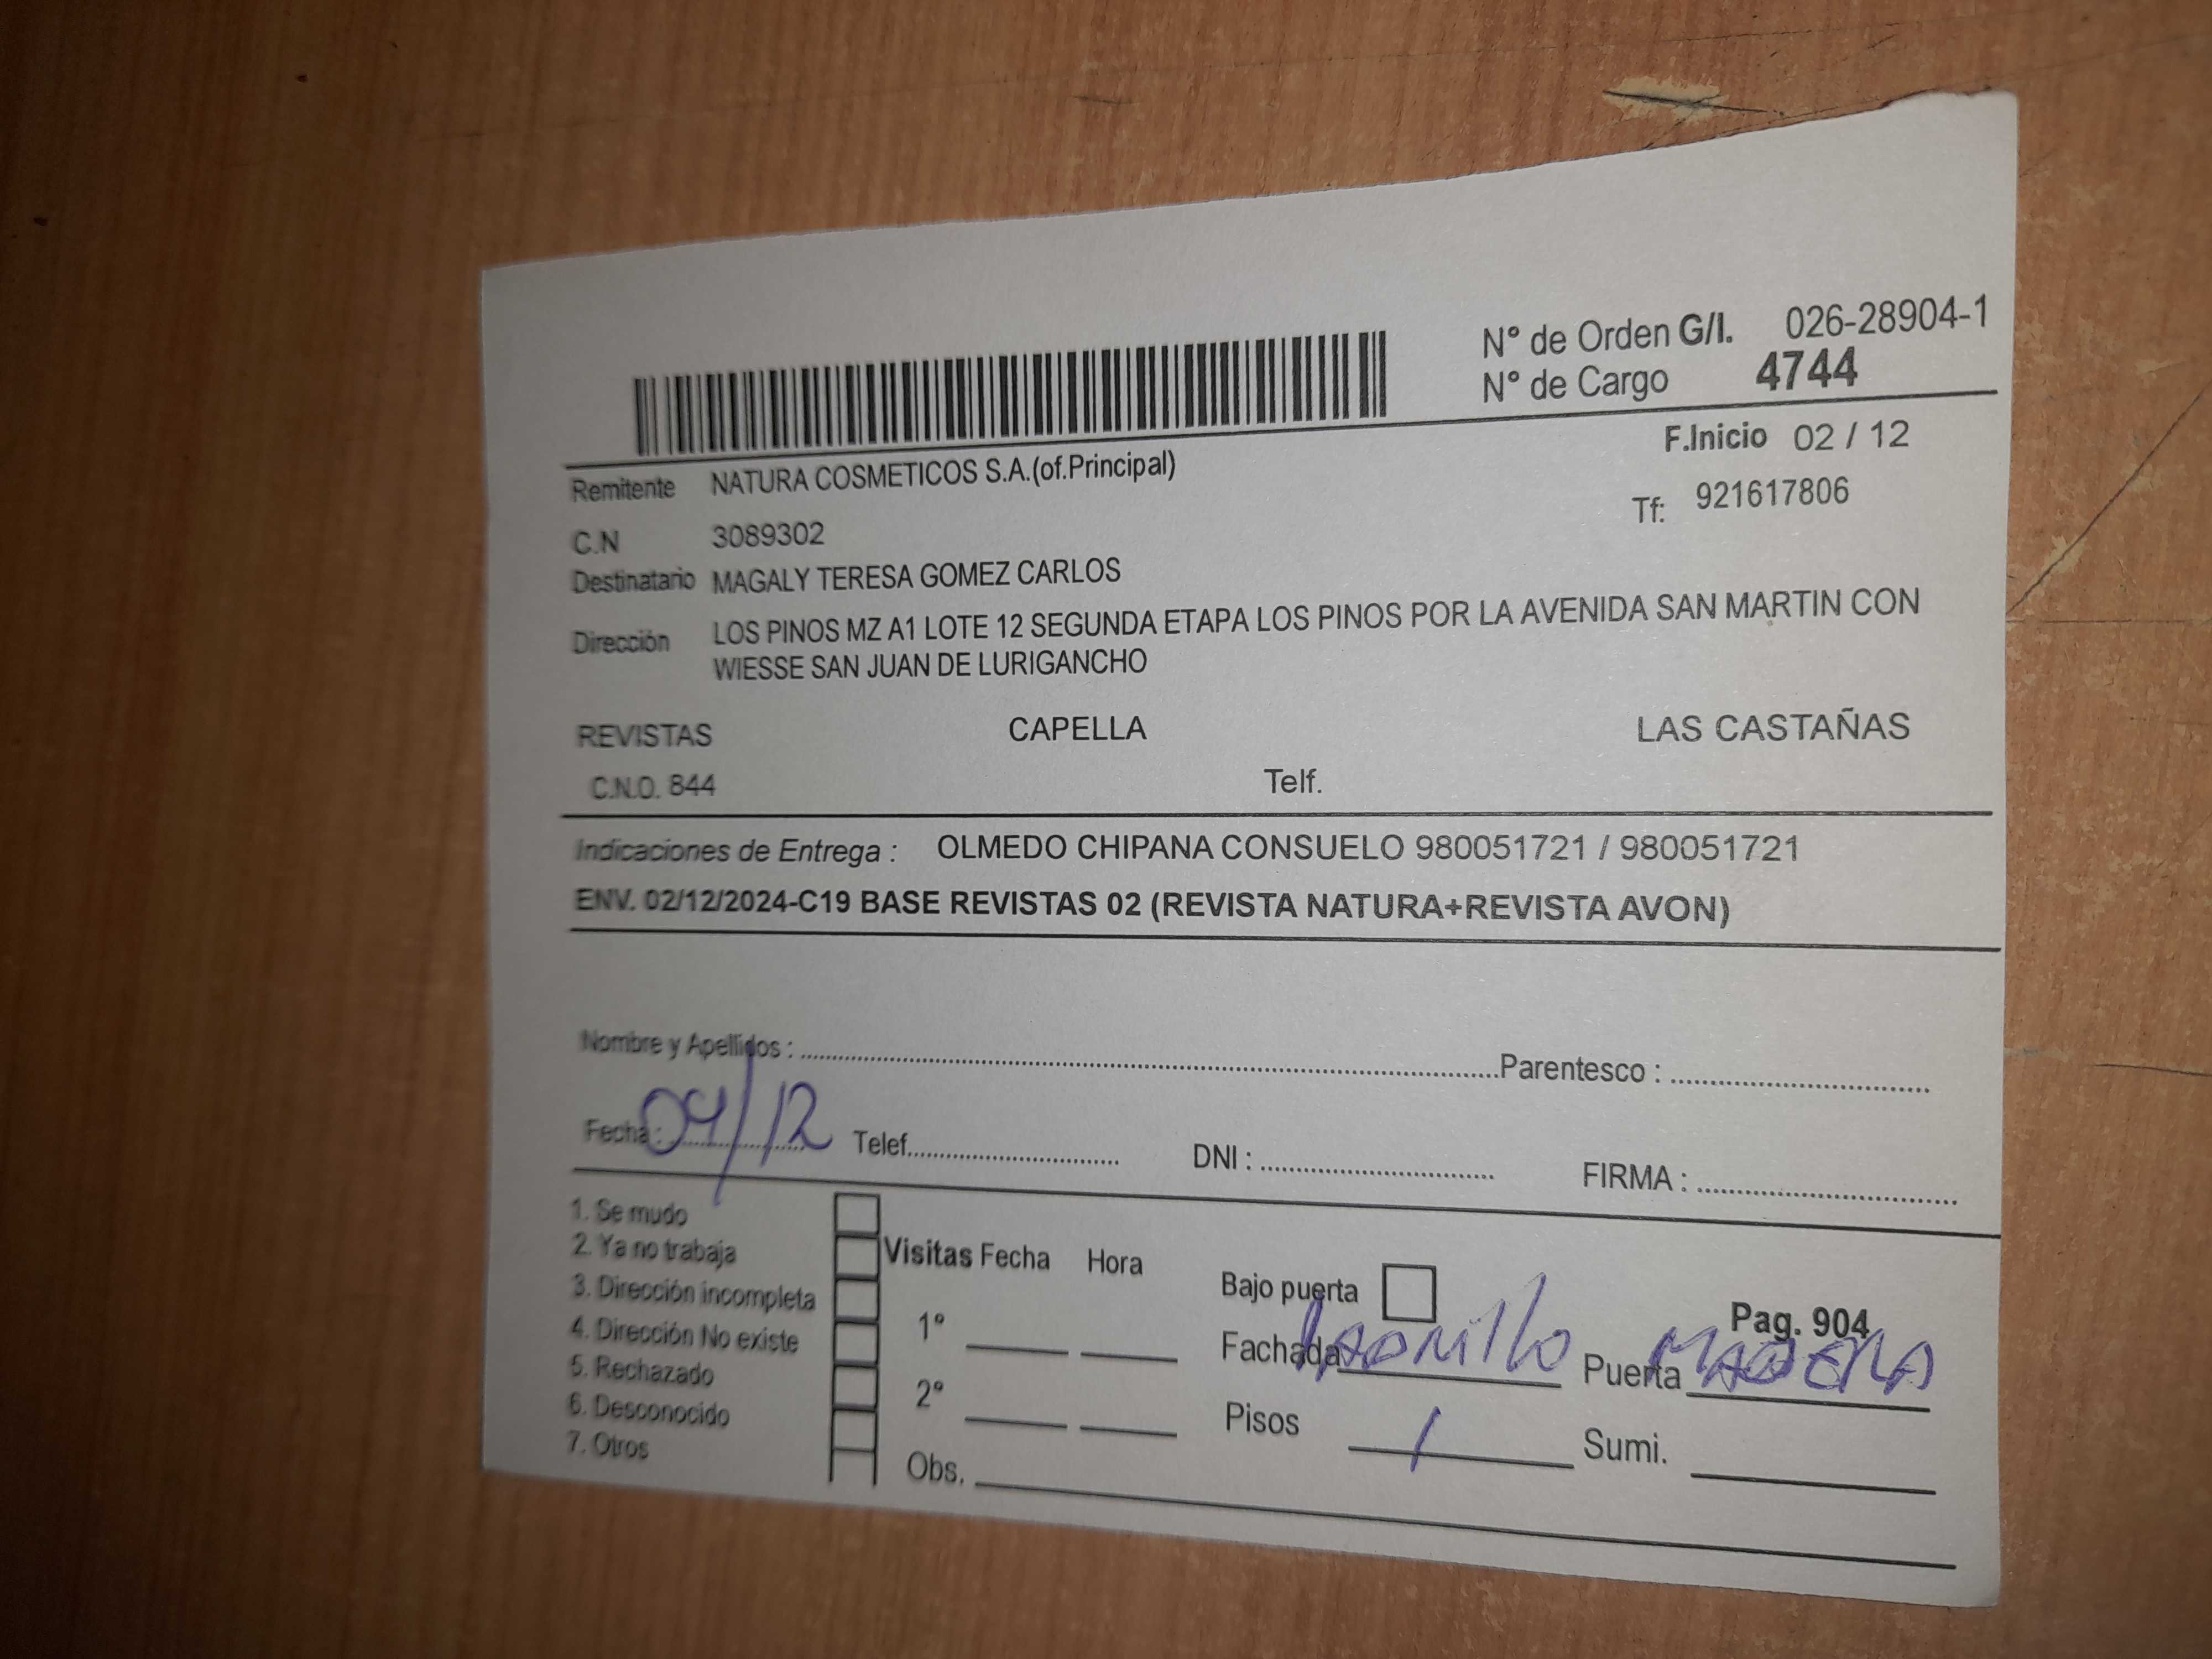 N° de Orden G/I. 026-28904-1
N° de Cargo 4744
F.Inicio 02 / 12
Remitente NATURA COSMETICOS S.A.(of.Principal)
Tf: 921617806
C.N 3089302
Destinatario MAGALY TERESA GOMEZ CARLOS
Dirección LOS PINOS MZ A1 LOTE 12 SEGUNDA ETAPA LOS PINOS POR LA AVENIDA SAN MARTIN CON
WIESSE SAN JUAN DE LURIGANCHO
REVISTAS CAPELLA LAS CASTAÑAS
C.N.O. 844 Telf.
Indicaciones de Entrega : OLMEDO CHIPANA CONSUELO 980051721 / 980051721
ENV. 02/12/2024-C19 BASE REVISTAS 02 (REVISTA NATURA+REVISTA AVON)
Nombre y Apellidos : Parentesco :
Fecha : 04/12 Telef. DNI : FIRMA :
1. Se mudo
2. Ya no trabaja
3. Dirección incompleta
4. Dirección No existe
5. Rechazado
6. Desconocido
7. Otros
Visitas Fecha Hora
1°
2°
Obs.
Bajo puerta
Pag. 904
Fachada LADRILLO Puerta MADERA
Pisos 1 Sumi.